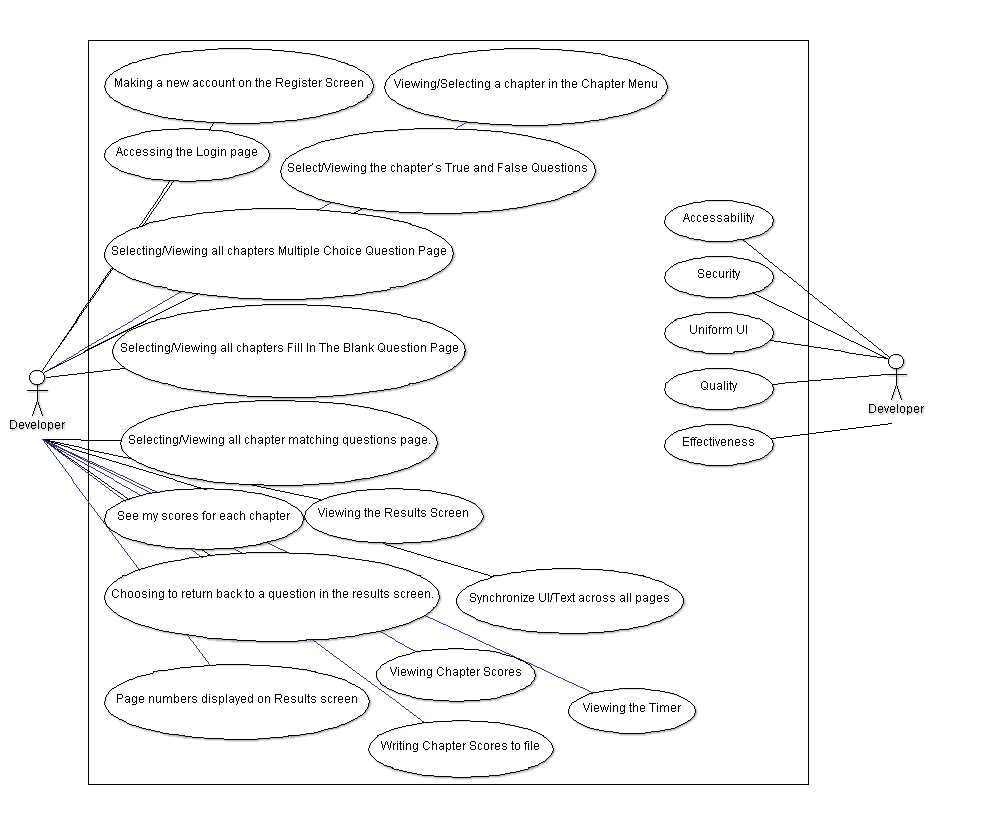 Making a new account on the Register Screen
Viewing/Selecting a chapter in the Chapter Menu
Accessing the Login page
Select/Viewing the chapter's True and False Questions
Accessability
Selecting/Viewing all chapters Multiple Choice Question Page
Security
Uniform UI
Selecting/Viewing all chapters Fill In The Blank Question Page
Quality
Developer
Developer
Selecting/Viewing all chapter matching questions page.
Effectiveness
See my scores for each chapter
Viewing the Results Screen
Choosing to return back to a question in the results screen.
Synchronize UI/Text across all pages
Viewing Chapter Scores
Page numbers displayed on Results screen
Viewing the Timer
Writing Chapter Scores to file